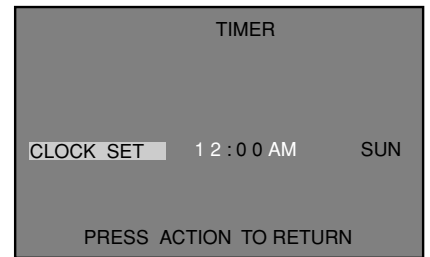 TIMER
CLOCK SET 12:00 AM SUN
PRESS ACTION TO RETURN